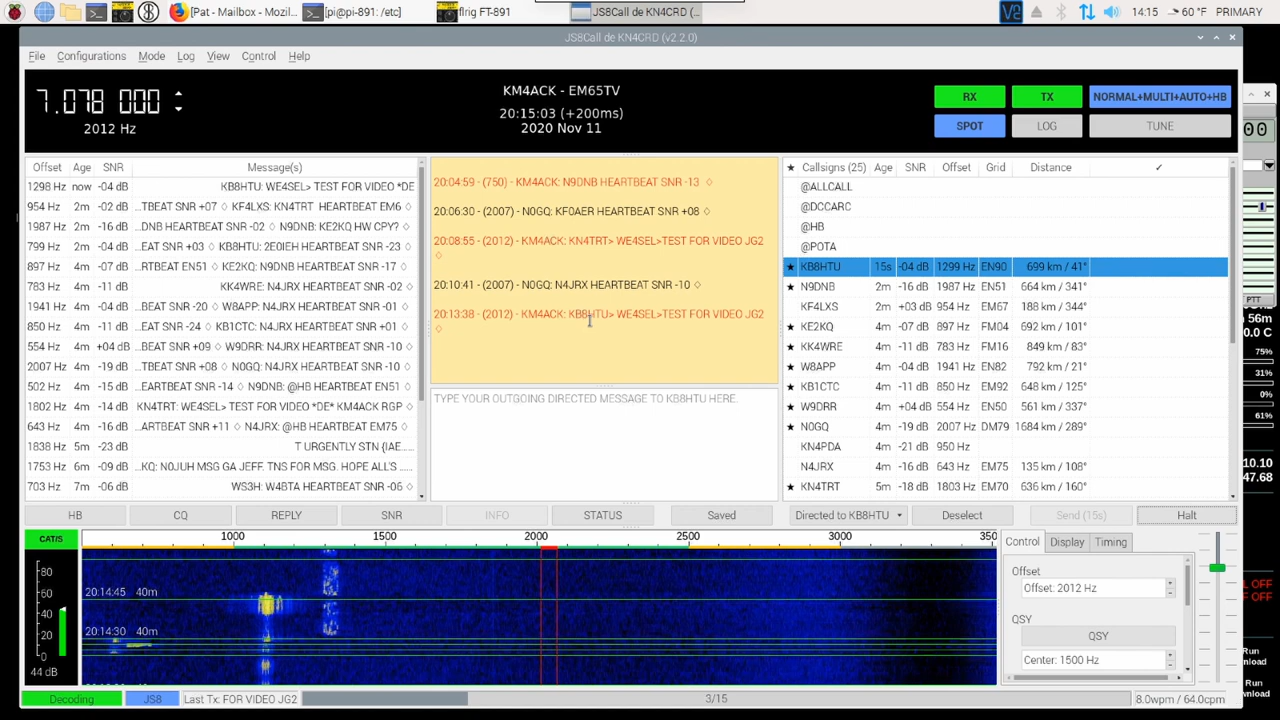 [Pat - Mailbox - Mozil...
[pi@pi-891: /etc]
flrig FT-891
JS8Call de KN4CRD (...
14:15
60 °F
PRIMARY
JS8Call de KN4CRD (v2.2.0)
File Configurations Mode Log View Control Help
7.078 000
2012 Hz
KM4ACK - EM65TV
20:15:03 (+200ms)
2020 Nov 11
RX TX NORMAL+MULTI+AUTO+HB
SPOT LOG TUNE
Offset Age SNR Message(s)
1298 Hz now -04 dB KB8HTU: WE4SEL> TEST FOR VIDEO *DE
954 Hz 2m -02 dB ...TBEAT SNR +07 ♢ KF4LXS: KN4TRT HEARTBEAT EM6 ♢
1987 Hz 2m -16 dB ...DNB HEARTBEAT SNR -02 ♢ N9DNB: KE2KQ HW CPY? ♢
799 Hz 4m -02 dB ...EAT SNR +03 ♢ KB8HTU: 2E0IEH HEARTBEAT SNR -23 ♢
897 Hz 4m -07 dB ...RTBEAT EN51 ♢ KE2KQ: N9DNB HEARTBEAT SNR -17 ♢
783 Hz 4m -11 dB KK4WRE: N4JRX HEARTBEAT SNR -02 ♢
1941 Hz 4m -04 dB ...BEAT SNR -20 ♢ W8APP: N4JRX HEARTBEAT SNR -01 ♢
850 Hz 4m -11 dB ...EAT SNR -24 ♢ KB1CTC: N4JRX HEARTBEAT SNR +01 ♢
554 Hz 4m +04 dB ...BEAT SNR +09 ♢ W9DRR: N4JRX HEARTBEAT SNR -10 ♢
2007 Hz 4m -19 dB ...TBEAT SNR +08 ♢ N0GQ: N4JRX HEARTBEAT SNR -10 ♢
502 Hz 4m -15 dB ...EARTBEAT SNR -14 ♢ N9DNB: @HB HEARTBEAT EN51 ♢
1802 Hz 4m -14 dB KN4TRT: WE4SEL> TEST FOR VIDEO *DE* KM4ACK RGP ♢
643 Hz 4m -16 dB ...ARTBEAT SNR +11 ♢ N4JRX: @HB HEARTBEAT EM75 ♢
1838 Hz 5m -23 dB T URGENTLY STN {IAE......
1753 Hz 6m -09 dB ...KQ: N0JUH MSG GA JEFF. TNS FOR MSG. HOPE ALL'S......
703 Hz 7m -06 dB WS3H: W4BTA HEARTBEAT SNR -06 ♢
20:04:59 - (750) - KM4ACK: N9DNB HEARTBEAT SNR -13 ♢
20:06:30 - (2007) - N0GQ: KF0AER HEARTBEAT SNR +08 ♢
20:08:55 - (2012) - KM4ACK: KN4TRT> WE4SEL>TEST FOR VIDEO JG2
♢
20:10:41 - (2007) - N0GQ: N4JRX HEARTBEAT SNR -10 ♢
20:13:38 - (2012) - KM4ACK: KB8HTU> WE4SEL>TEST FOR VIDEO JG2
♢
TYPE YOUR OUTGOING DIRECTED MESSAGE TO KB8HTU HERE.
★ Callsigns (25) Age SNR Offset Grid Distance ✓
@ALLCALL
@DCCARC
@HB
@POTA
★ KB8HTU 15s -04 dB 1299 Hz EN90 699 km / 41°
★ N9DNB 2m -16 dB 1987 Hz EN51 664 km / 341°
KF4LXS 2m +03 dB 954 Hz EM67 188 km / 344°
★ KE2KQ 4m -07 dB 897 Hz FM04 692 km / 101°
★ KK4WRE 4m -11 dB 783 Hz FM16 849 km / 83°
★ W8APP 4m -04 dB 1941 Hz EN82 792 km / 21°
★ KB1CTC 4m -11 dB 850 Hz EM92 648 km / 125°
★ W9DRR 4m +04 dB 554 Hz EN50 561 km / 337°
★ N0GQ 4m -19 dB 2007 Hz DM79 1684 km / 289°
KN4PDA 4m -21 dB 950 Hz
N4JRX 4m -16 dB 643 Hz EM75 135 km / 108°
★ KN4TRT 5m -18 dB 1803 Hz EM70 636 km / 160°
HB CQ REPLY SNR INFO STATUS Saved Directed to KB8HTU Deselect Send (15s) Halt
CAT/S
80
60
40
20
0
44 dB
1000 1500 2000 2500 3000 350
20:14:45 40m
20:14:30 40m
Control Display Timing
Offset
Offset: 2012 Hz
QSY
QSY
Center: 1500 Hz
Decoding JS8 Last Tx: FOR VIDEO JG2 3/15 8.0wpm / 64.0cpm
00
PTT
56m
0.0 C
75%
31%
0%
61%
10.10
47.68
OFF
OFF
Run
Run